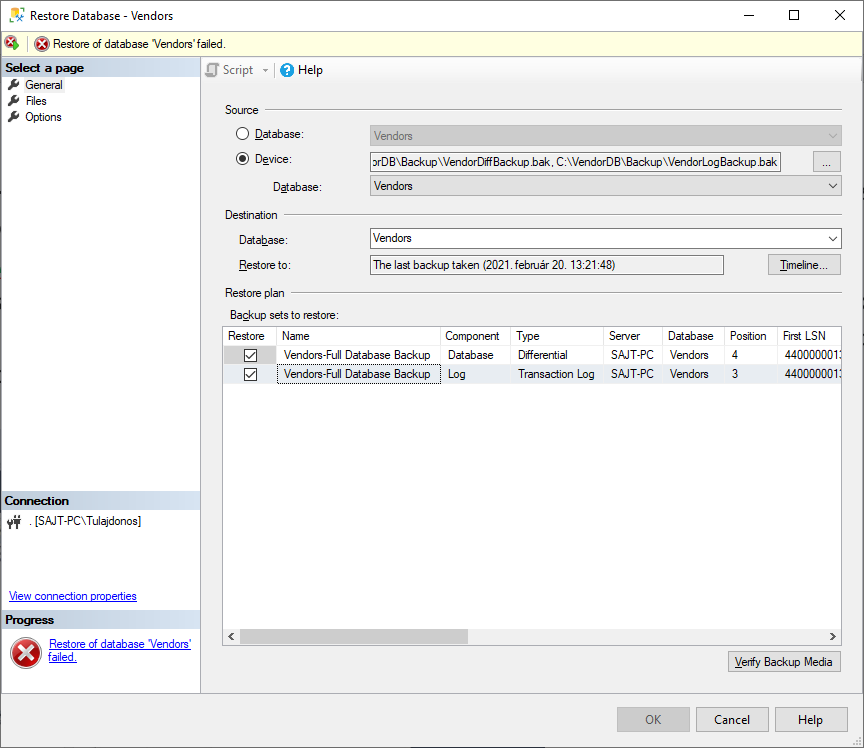 Restore Database - Vendors
Restore of database 'Vendors' failed.
Select a page
General
Files
Options
Script
Help
Source
Database:
Vendors
Device:
orDB\Backup\VendorDiffBackup.bak, C:\VendorDB\Backup\VendorLogBackup.bak
...
Database:
Vendors
Destination
Database:
Vendors
Restore to:
The last backup taken (2021. február 20. 13:21:48)
Timeline...
Restore plan
Backup sets to restore:
Restore Name Component Type Server Database Position First LSN
Vendors-Full Database Backup Database Differential SAJT-PC Vendors 4 440000001
Vendors-Full Database Backup Log Transaction Log SAJT-PC Vendors 3 440000001
Connection
. [SAJT-PC\Tulajdonos]
View connection properties
Progress
Restore of database 'Vendors'
failed.
Verify Backup Media
OK
Cancel
Help